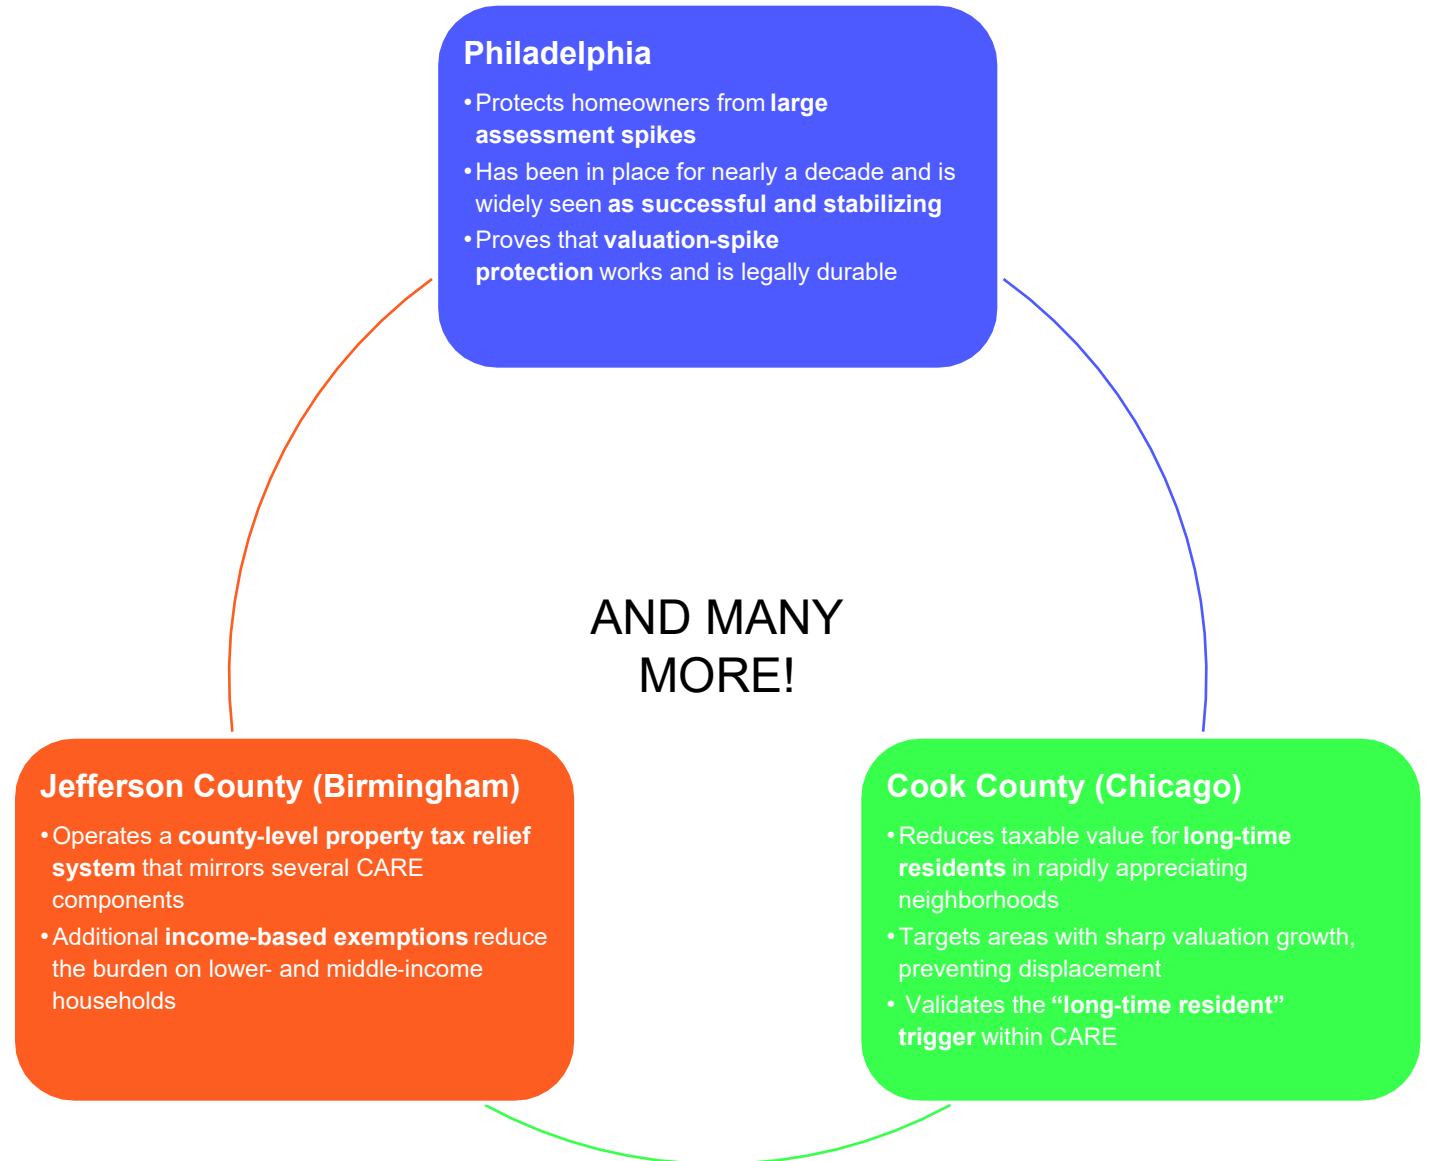 Philadelphia
•Protects homeowners from large
assessment spikes
•Has been in place for nearly a decade and is
widely seen as successful and stabilizing
•Proves that valuation-spike
protection works and is legally durable
AND MANY
MORE!
Jefferson County (Birmingham)
•Operates a county-level property tax relief
system that mirrors several CARE
components
•Additional income-based exemptions reduce
the burden on lower- and middle-income
households
Cook County (Chicago)
•Reduces taxable value for long-time
residents in rapidly appreciating
neighborhoods
•Targets areas with sharp valuation growth,
preventing displacement
• Validates the “long-time resident”
trigger within CARE